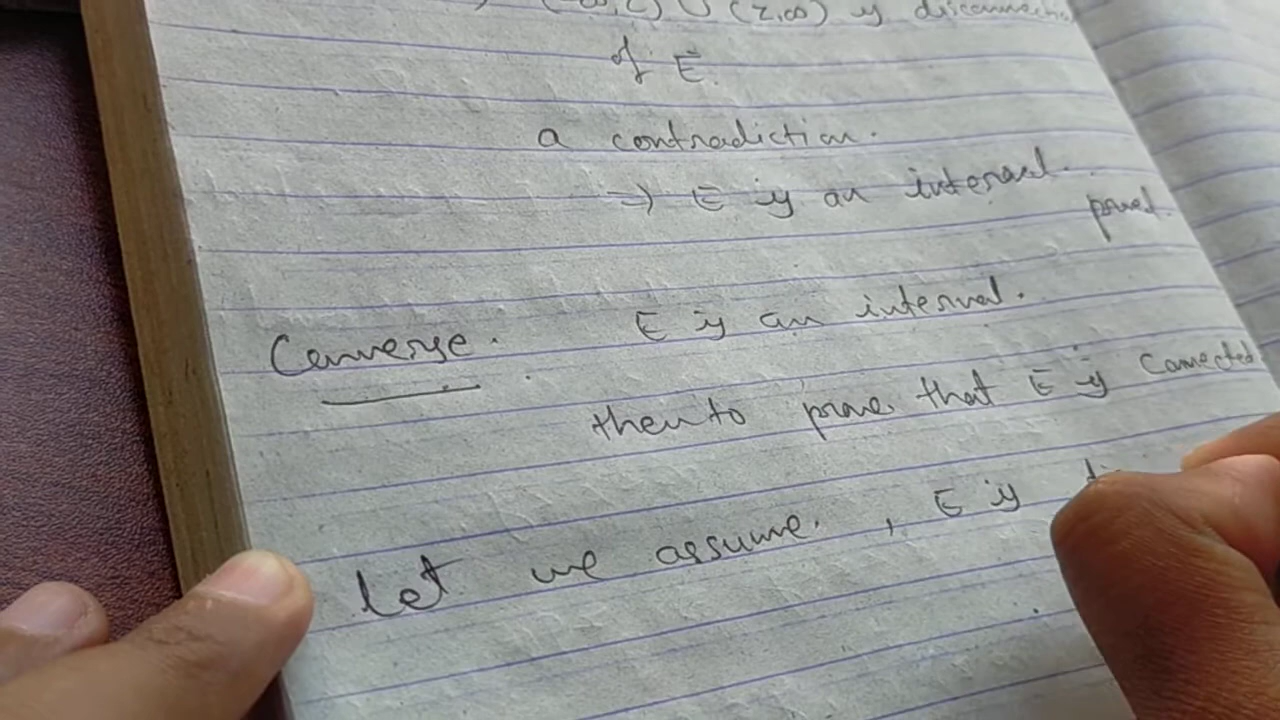 (-∞, z) ∪ (z, ∞) is
of E.
a contradiction.
=> E is an interval.
proved.
Converse. E is an interval.
then to prove that E is connected
Let we assume. , E is